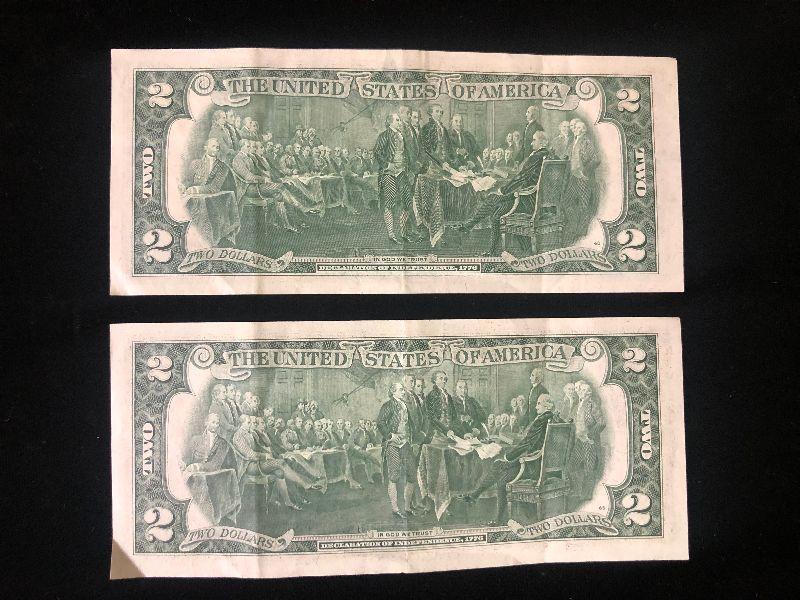 THE UNITED STATES OF AMERICA
2 2
TWO TWO
2 2
TWO DOLLARS TWO DOLLARS
IN GOD WE TRUST
DECLARATION OF INDEPENDENCE, 1776
THE UNITED STATES OF AMERICA
2 2
TWO TWO
2 2
TWO DOLLARS TWO DOLLARS
IN GOD WE TRUST
DECLARATION OF INDEPENDENCE, 1776